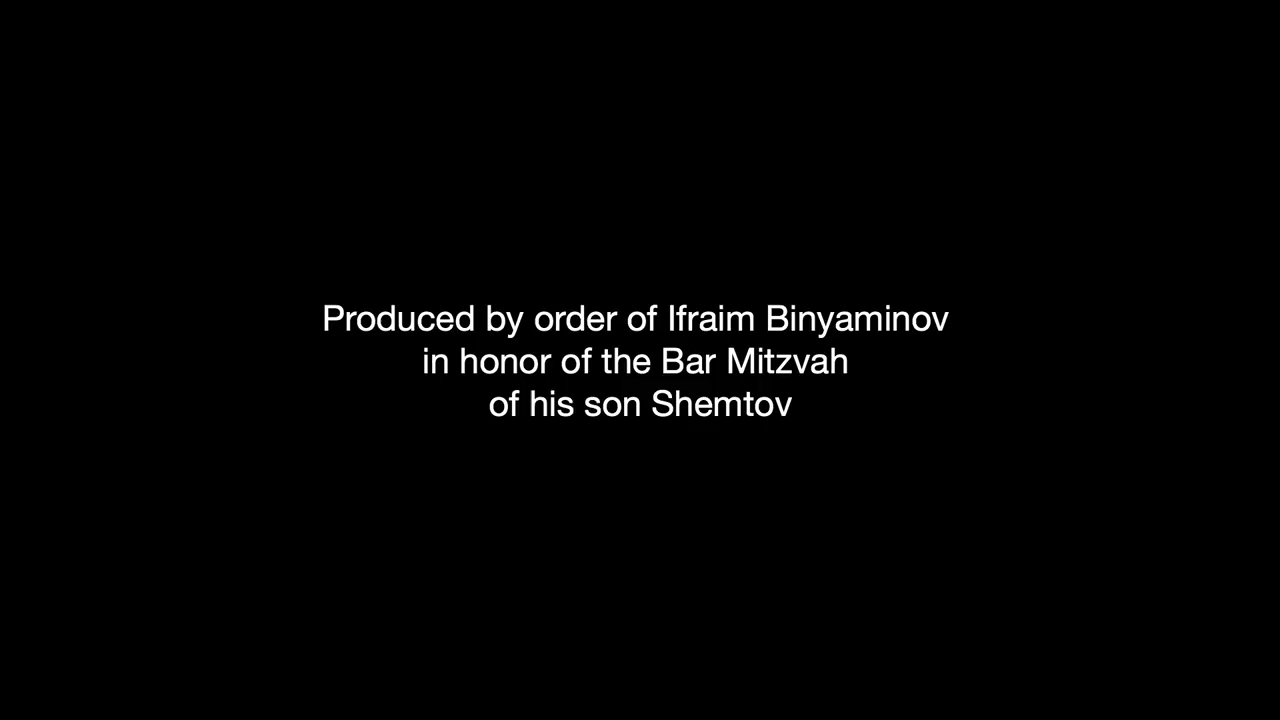 Produced by order of Ifraim Binyaminov
in honor of the Bar Mitzvah
of his son Shemtov